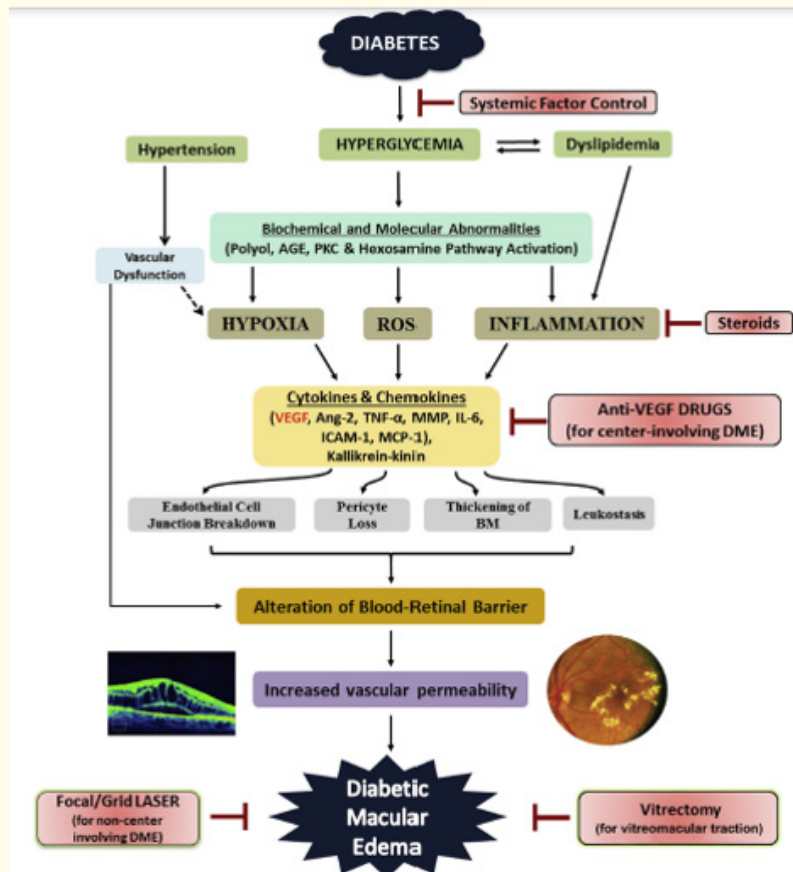 DIABETES
Systemic Factor Control
HYPERGLYCEMIA
Hypertension
Dyslipidemia
Biochemical and Molecular Abnormalities
(Polyol, AGE, PKC & Hexosamine Pathway Activation)
Vascular
Dysfunction
HYPOXIA
ROS
INFLAMMATION
Steroids
Cytokines & Chemokines
(VEGF, Ang-2, TNF-α, MMP, IL-6,
ICAM-1, MCP-1),
Kallikrein-kinin
Anti-VEGF DRUGS
(for center-involving DME)
Endothelial Cell
Junction Breakdown
Pericyte
Loss
Thickening of
BM
Leukostasis
Alteration of Blood-Retinal Barrier
Increased vascular permeability
Diabetic
Macular
Edema
Focal/Grid LASER
(for non-center
involving DME)
Vitrectomy
(for vitreomacular traction)